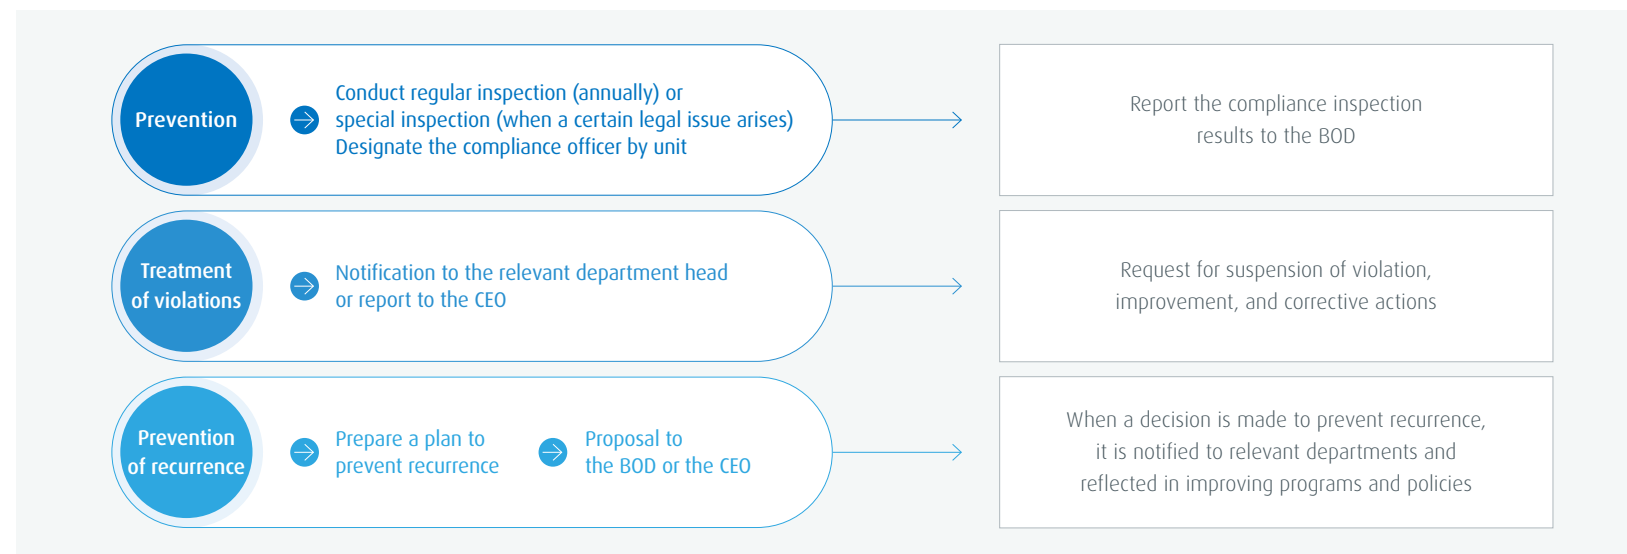 Prevention
Conduct regular inspection (annually) or
special inspection (when a certain legal issue arises)
Designate the compliance officer by unit
Report the compliance inspection
results to the BOD
Treatment
of violations
Notification to the relevant department head
or report to the CEO
Request for suspension of violation,
improvement, and corrective actions
Prevention
of recurrence
Prepare a plan to
prevent recurrence
Proposal to
the BOD or the CEO
When a decision is made to prevent recurrence,
it is notified to relevant departments and
reflected in improving programs and policies